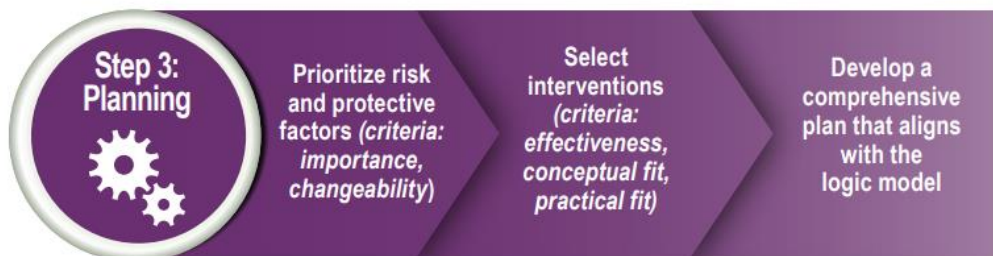 Step 3:
Planning
Prioritize risk
and protective
factors (criteria:
importance,
changeability)
Select
interventions
(criteria:
effectiveness,
conceptual fit,
practical fit)
Develop a
comprehensive
plan that aligns
with the
logic model